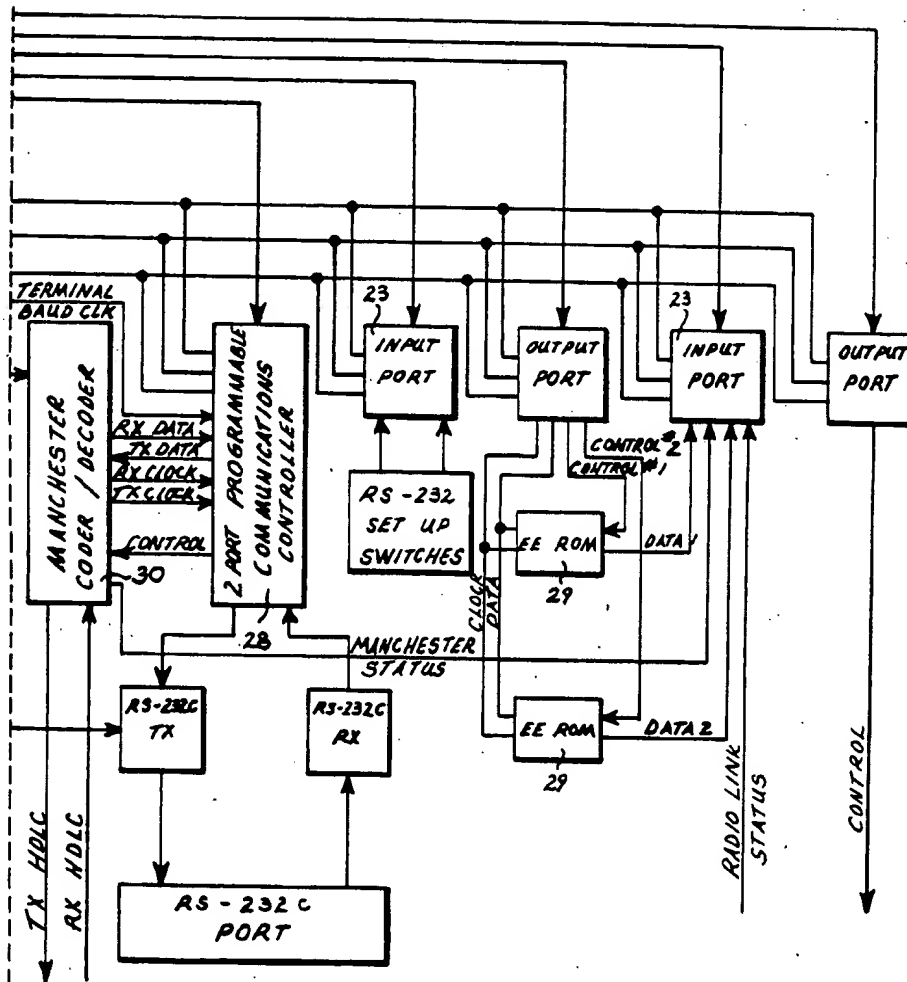 TERMINAL
BAUD CLK
MANCHESTER
CODER / DECODER
30
RX DATA
TX DATA
RX CLOCK
TX CLOCK
CONTROL
2 PORT PROGRAMMABLE
COMMUNICATIONS
CONTROLLER
28
23
INPUT
PORT
OUTPUT
PORT
23
INPUT
PORT
OUTPUT
PORT
RS-232
SET UP
SWITCHES
CONTROL #2
CONTROL #1
EE ROM
29
DATA 1
CLOCK
DATA
MANCHESTER
STATUS
RS-232C
TX
RS-232C
RX
EE ROM
29
DATA 2
RADIO LINK
STATUS
CONTROL
TX HDLC
RX HDLC
RS-232C
PORT